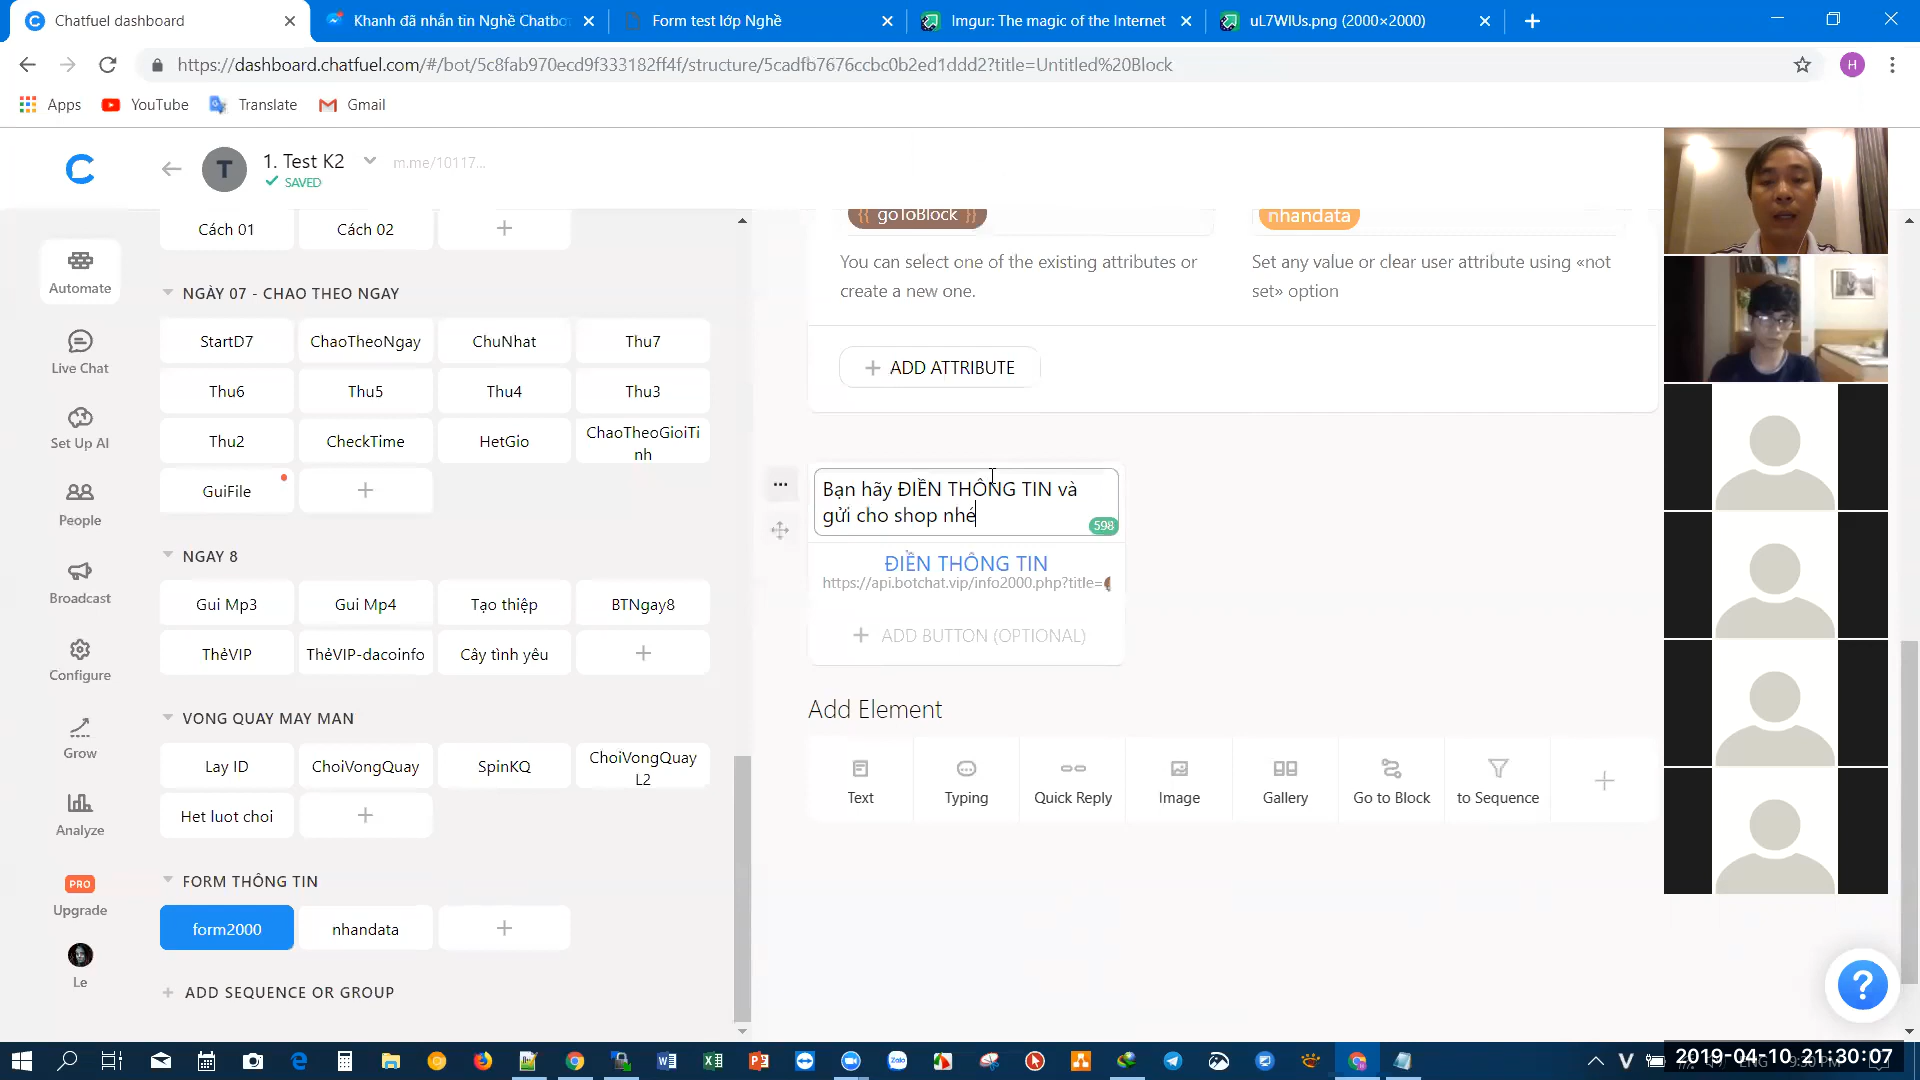 Chatfuel dashboard
Khanh đã nhắn tin Nghề Chatbo
Form test lớp Nghề
Imgur: The magic of the Internet
uL7WlUs.png (2000×2000)
https://dashboard.chatfuel.com/#/bot/5c8fab970ecd9f333182ff4f/structure/5cadfb7676ccbc0b2ed1ddd2?title=Untitled%20Block
H
Apps
YouTube
Translate
Gmail
T
1. Test K2
m.me/10117...
SAVED
Automate
Live Chat
Set Up AI
People
Broadcast
Configure
Grow
Analyze
PRO
Upgrade
Le
Cách 01
Cách 02
NGÀY 07 - CHAO THEO NGAY
StartD7
ChaoTheoNgay
ChuNhat
Thu7
Thu6
Thu5
Thu4
Thu3
Thu2
CheckTime
HetGio
ChaoTheoGioiTi
nh
GuiFile
NGAY 8
Gui Mp3
Gui Mp4
Tạo thiệp
BTNgay8
ThẻVIP
ThẻVIP-dacoinfo
Cây tình yêu
VONG QUAY MAY MAN
Lay ID
ChoiVongQuay
SpinKQ
ChoiVongQuay
L2
Het luot choi
FORM THÔNG TIN
form2000
nhandata
ADD SEQUENCE OR GROUP
{{ goToBlock }}
nhandata
You can select one of the existing attributes or
create a new one.
Set any value or clear user attribute using «not
set» option
ADD ATTRIBUTE
Bạn hãy ĐIỀN THÔNG TIN và
gửi cho shop nhé
598
ĐIỀN THÔNG TIN
https://api.botchat.vip/info2000.php?title=
ADD BUTTON (OPTIONAL)
Add Element
Text
Typing
Quick Reply
Image
Gallery
Go to Block
to Sequence
?
2019-04-10 21:30:07